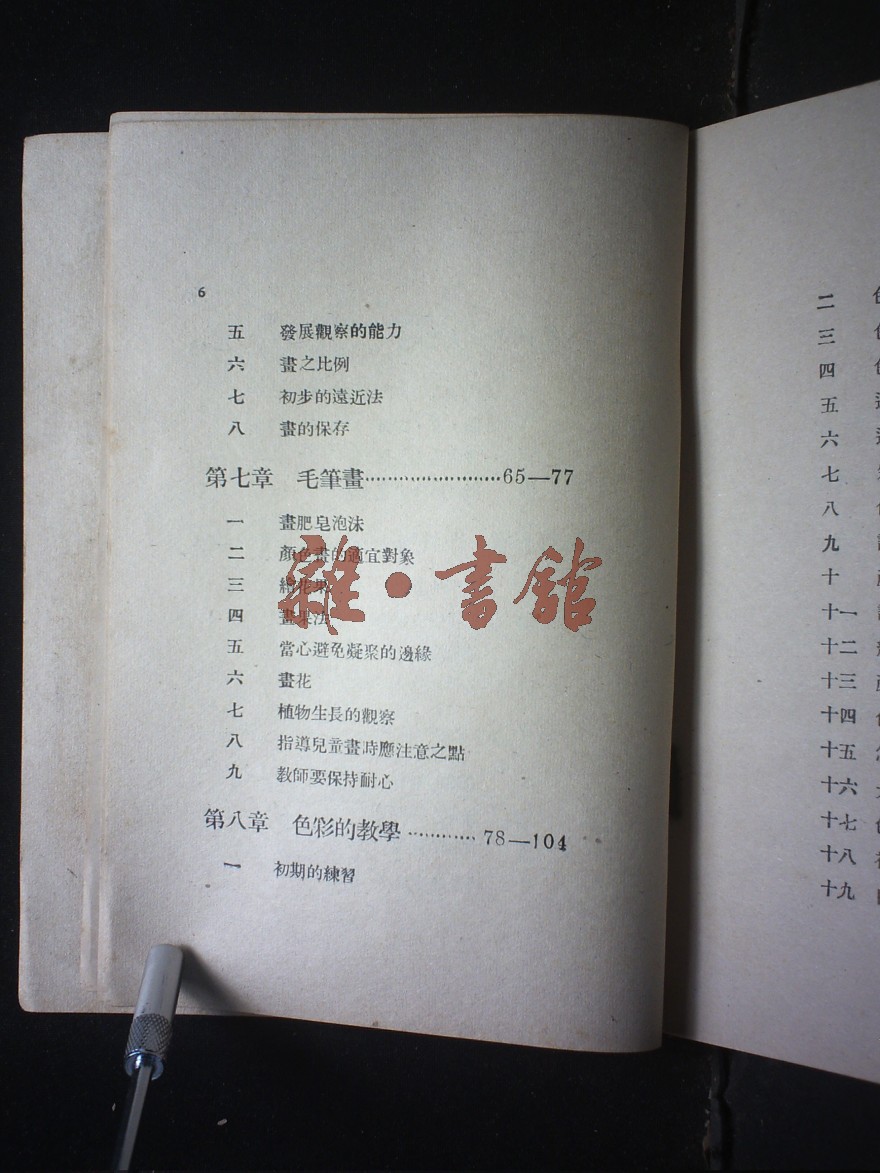 6
五 發展觀察的能力
六 畫之比例
七 初步的遠近法
八 畫的保存
第七章 毛筆畫························65—77
一 畫肥皂泡沫
二 顏色畫的適宜對象
三 繪花果
四 畫果法
五 當心避免凝聚的邊緣
六 畫花
七 植物生長的觀察
八 指導兒童畫時應注意之點
九 教師要保持耐心
第八章 色彩的教學············78—104
一 初期的練習
雜·書館
二
三
四
五
六
七
八
九
十
十一
十二
十三
十四
十五
十六
十七
十八
十九